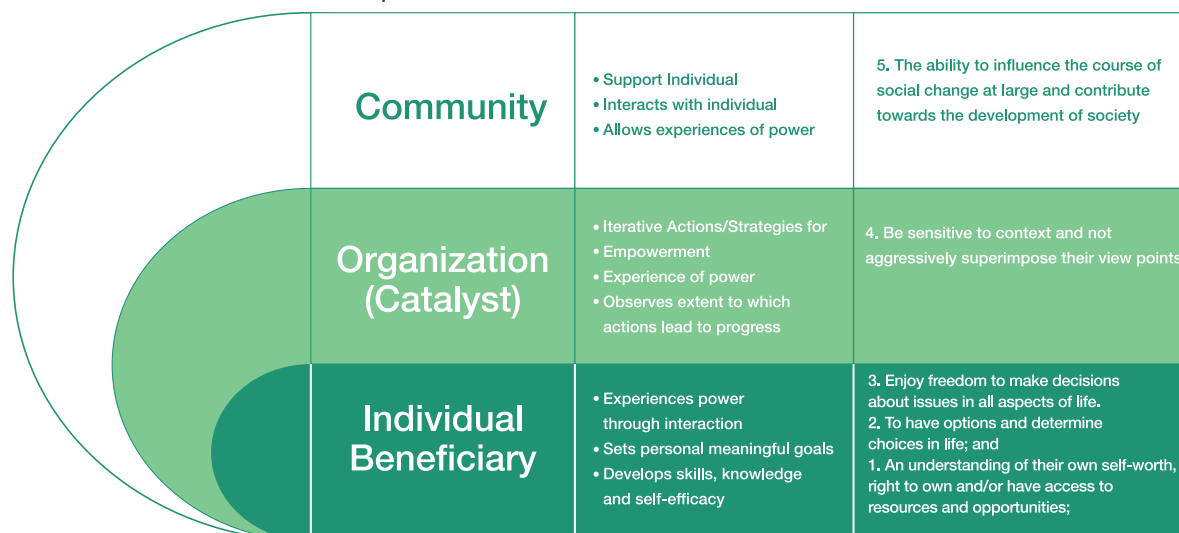 Community
• Support Individual
• Interacts with individual
• Allows experiences of power
5. The ability to influence the course of
social change at large and contribute
towards the development of society
Organization
(Catalyst)
• Iterative Actions/Strategies for
• Empowerment
• Experience of power
• Observes extent to which
actions lead to progress
4. Be sensitive to context and not
aggressively superimpose their view points
Individual
Beneficiary
• Experiences power
through interaction
• Sets personal meaningful goals
• Develops skills, knowledge
and self-efficacy
3. Enjoy freedom to make decisions
about issues in all aspects of life.
2. To have options and determine
choices in life; and
1. An understanding of their own self-worth,
right to own and/or have access to
resources and opportunities;